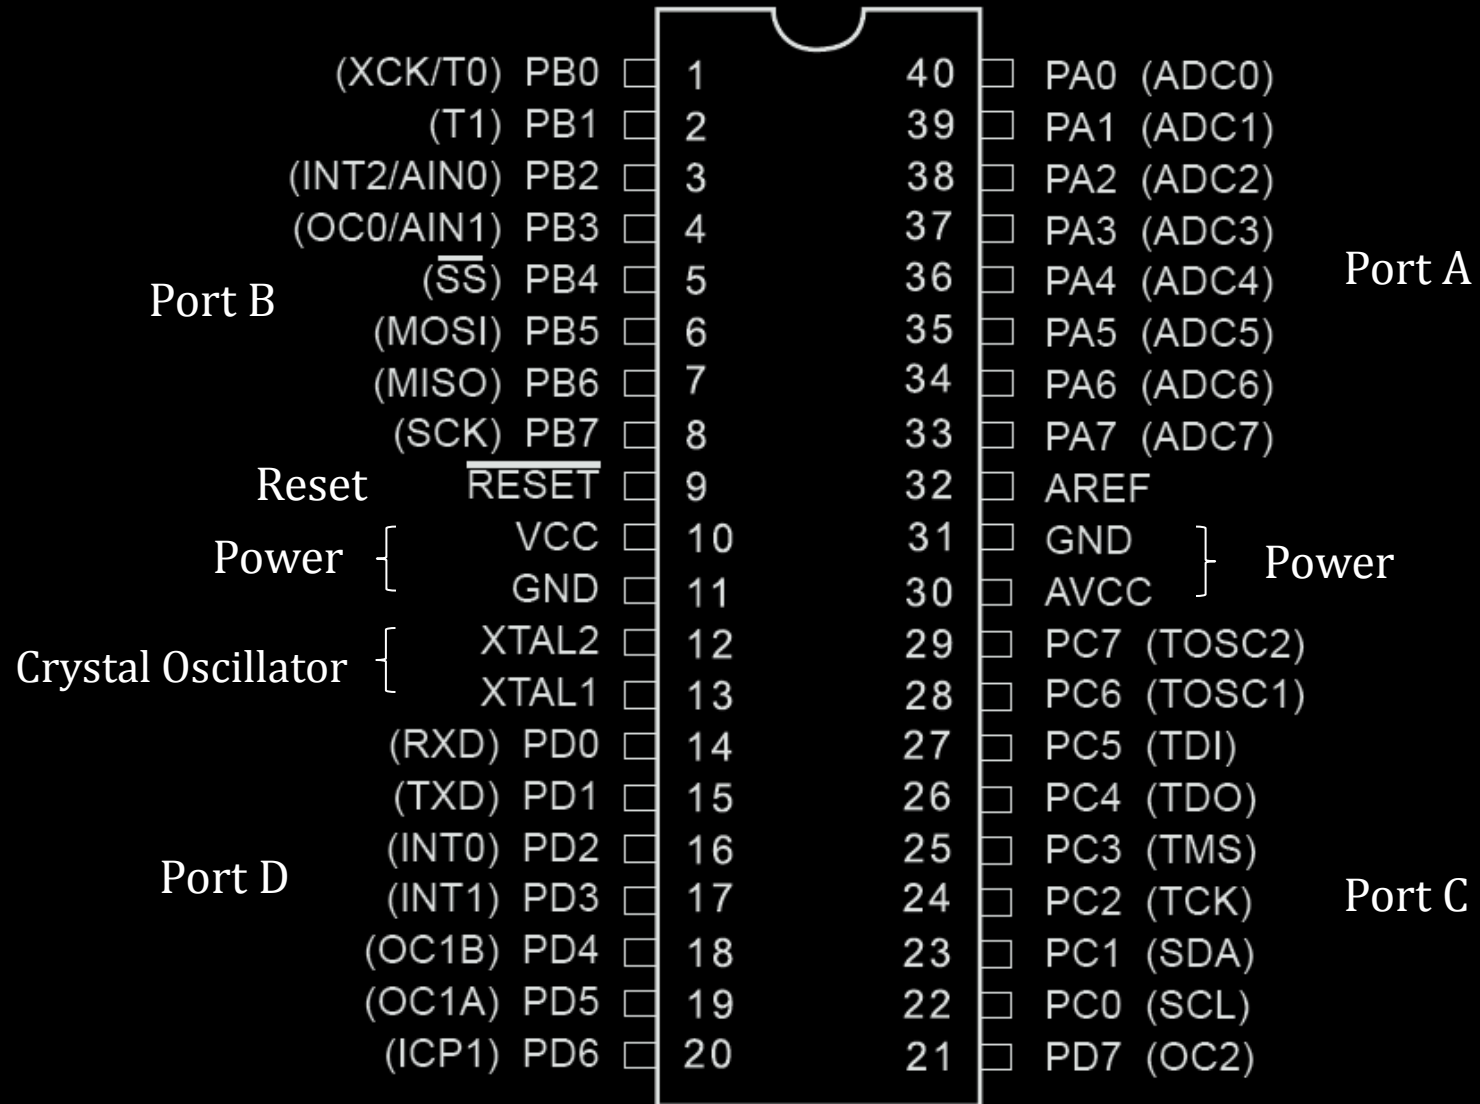 (XCK/T0) PB0 1 40 PA0 (ADC0)
(T1) PB1 2 39 PA1 (ADC1)
(INT2/AIN0) PB2 3 38 PA2 (ADC2)
(OC0/AIN1) PB3 4 37 PA3 (ADC3)
Port A
(SS) PB4 5 36 PA4 (ADC4)
Port B
(MOSI) PB5 6 35 PA5 (ADC5)
(MISO) PB6 7 34 PA6 (ADC6)
(SCK) PB7 8 33 PA7 (ADC7)
Reset RESET 9 32 AREF
VCC 10 31 GND
Power Power
GND 11 30 AVCC
XTAL2 12 29 PC7 (TOSC2)
Crystal Oscillator
XTAL1 13 28 PC6 (TOSC1)
(RXD) PD0 14 27 PC5 (TDI)
(TXD) PD1 15 26 PC4 (TDO)
(INT0) PD2 16 25 PC3 (TMS)
Port D
(INT1) PD3 17 24 PC2 (TCK)
Port C
(OC1B) PD4 18 23 PC1 (SDA)
(OC1A) PD5 19 22 PC0 (SCL)
(ICP1) PD6 20 21 PD7 (OC2)